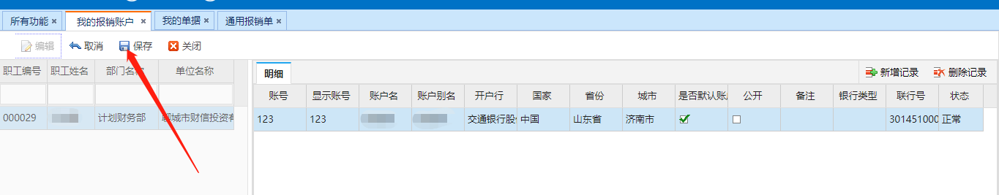 所有功能 我的报销账户 我的单据 通用报销单
编辑 取消 保存 关闭
职工编号 职工姓名 部门名称 单位名称
000029 计划财务部 聊城市财信投资有
明细 新增记录 删除记录
账号 显示账号 账户名 账户别名 开户行 国家 省份 城市 是否默认账 公开 备注 银行类型 联行号 状态
123 123 交通银行股 中国 山东省 济南市 301451000 正常